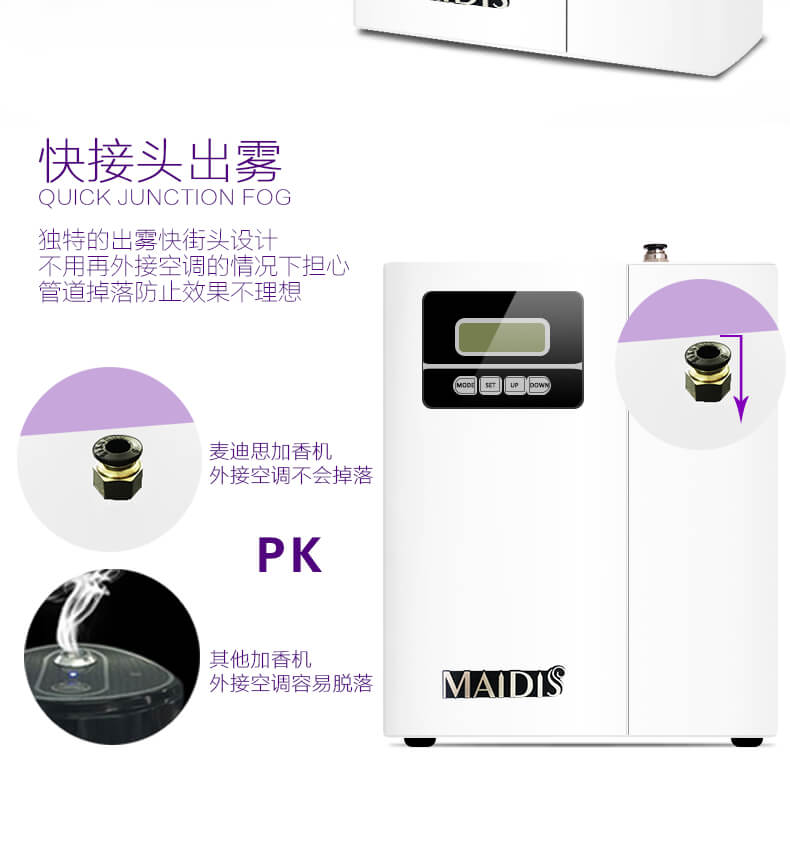 MAIDIS
快接头出雾
QUICK JUNCTION FOG
独特的出雾快街头设计
不用再外接空调的情况下担心
管道掉落防止效果不理想
MODE SET UP DOWN
麦迪思加香机
外接空调不会掉落
PK
其他加香机
外接空调容易脱落
MAIDIS